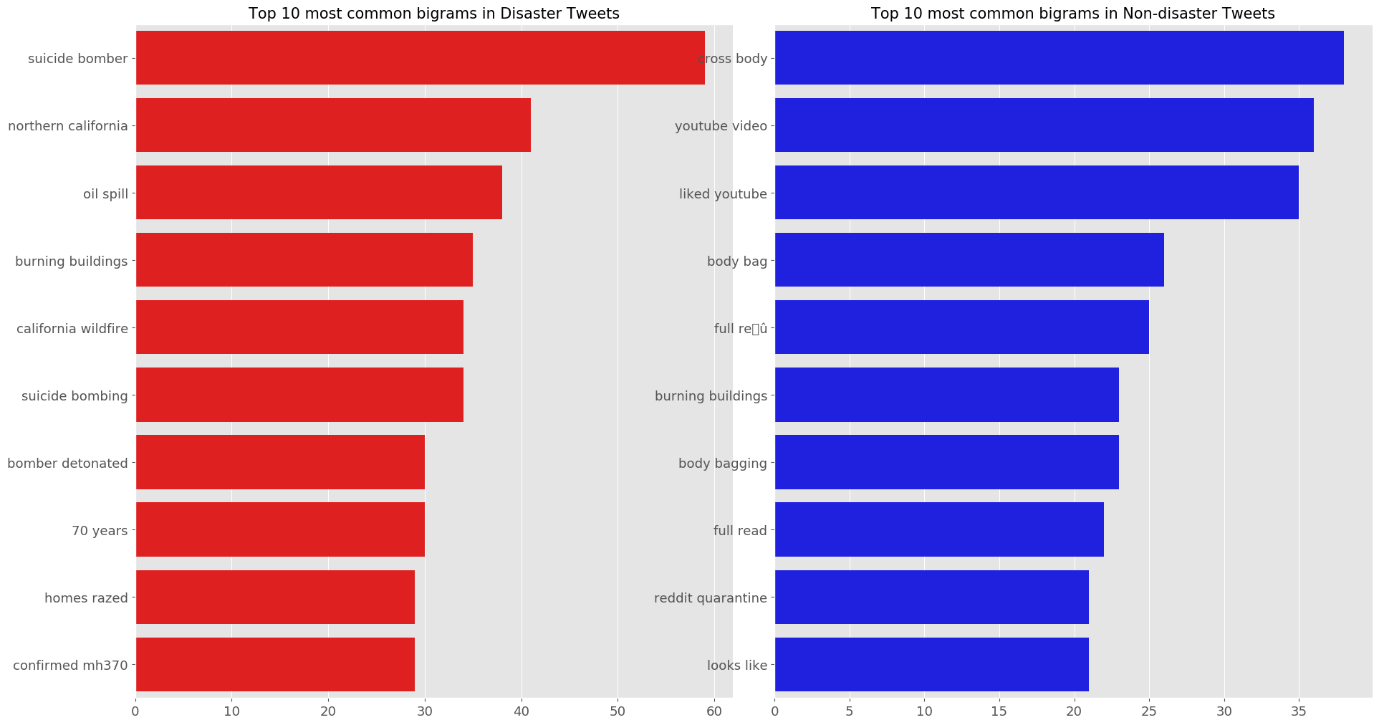 Top 10 most common bigrams in Disaster Tweets
suicide bomber
northern california
oil spill
burning buildings
california wildfire
suicide bombing
bomber detonated
70 years
homes razed
confirmed mh370
0 10 20 30 40 50 60
Top 10 most common bigrams in Non-disaster Tweets
cross body
youtube video
liked youtube
body bag
full re▯û
burning buildings
body bagging
full read
reddit quarantine
looks like
0 5 10 15 20 25 30 35